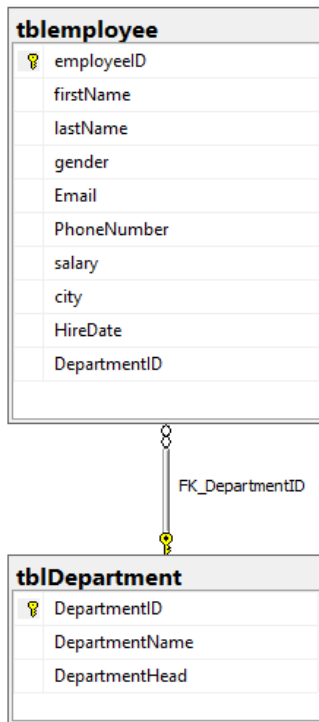 tblemployee
employeeID
firstName
lastName
gender
Email
PhoneNumber
salary
city
HireDate
DepartmentID
FK_DepartmentID
tblDepartment
DepartmentID
DepartmentName
DepartmentHead